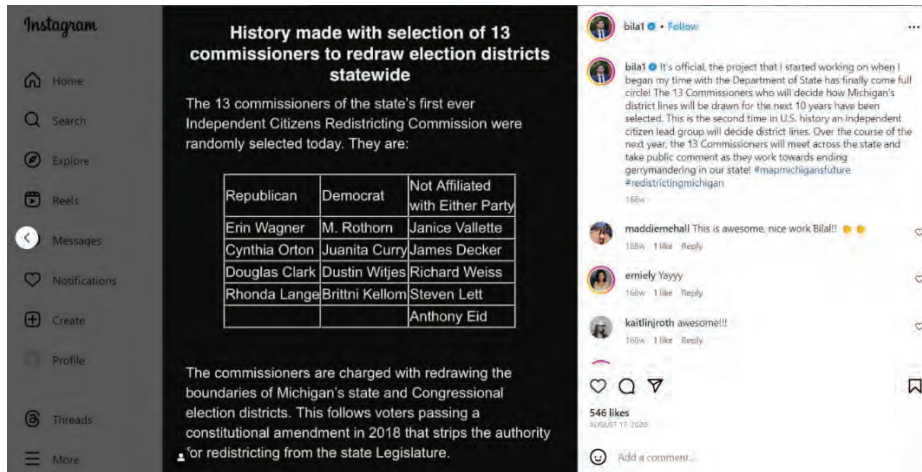 Instagram
Home
Search
Explore
Reels
Messages
Notifications
Create
Profile
Threads
More
History made with selection of 13
commissioners to redraw election districts
statewide
The 13 commissioners of the state's first ever
Independent Citizens Redistricting Commission were
randomly selected today. They are:
Republican Democrat Not Affiliated
with Either Party
Erin Wagner M. Rothorn Janice Vallette
Cynthia Orton Juanita Curry James Decker
Douglas Clark Dustin Witjes Richard Weiss
Rhonda Lange Brittni Kellom Steven Lett
Anthony Eid
The commissioners are charged with redrawing the
boundaries of Michigan's state and Congressional
election districts. This follows voters passing a
constitutional amendment in 2018 that strips the authority
for redistricting from the state Legislature.
bila1 • Follow
bila1 It's official, the project that I started working on when I
began my time with the Department of State has finally come full
circle! The 13 Commissioners who will decide how Michigan's
district lines will be drawn for the next 10 years have been
selected. This is the second time in U.S. history an independent
citizen lead group will decide district lines. Over the course of the
next year, the 13 Commissioners will meet across the state and
take public comment as they work towards ending
gerrymandering in our state! #mapmichigansfuture
#redistrictingmichigan
168w
maddiemehall This is awesome, nice work Bilal!! 👏 👏
168w 1 like Reply
erniely Yayyy
168w 1 like Reply
kaitlinjroth awesome!!!
168w 1 like Reply
546 likes
AUGUST 17, 2020
Add a comment...